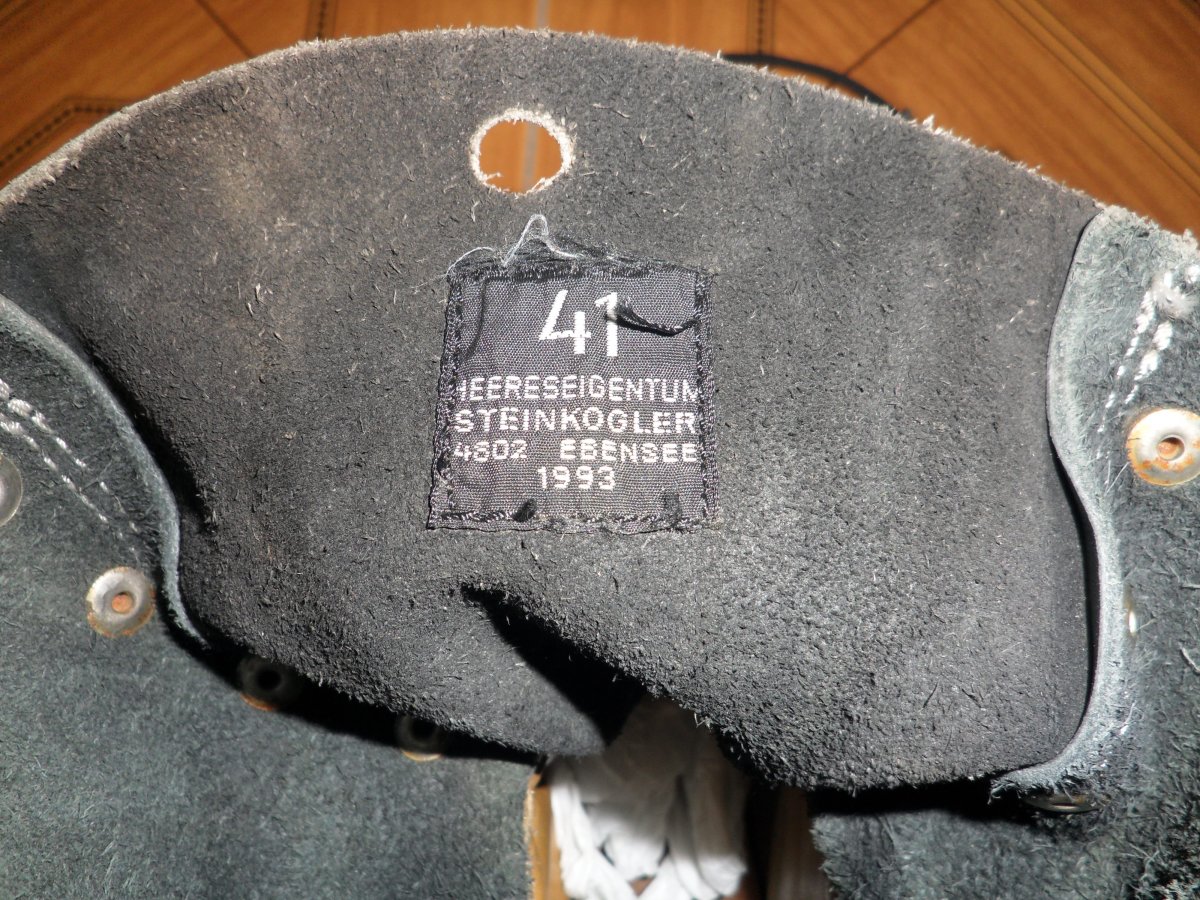 41
HEERESEIGENTUM
STEINKOGLER
4802 EBENSEE
1993